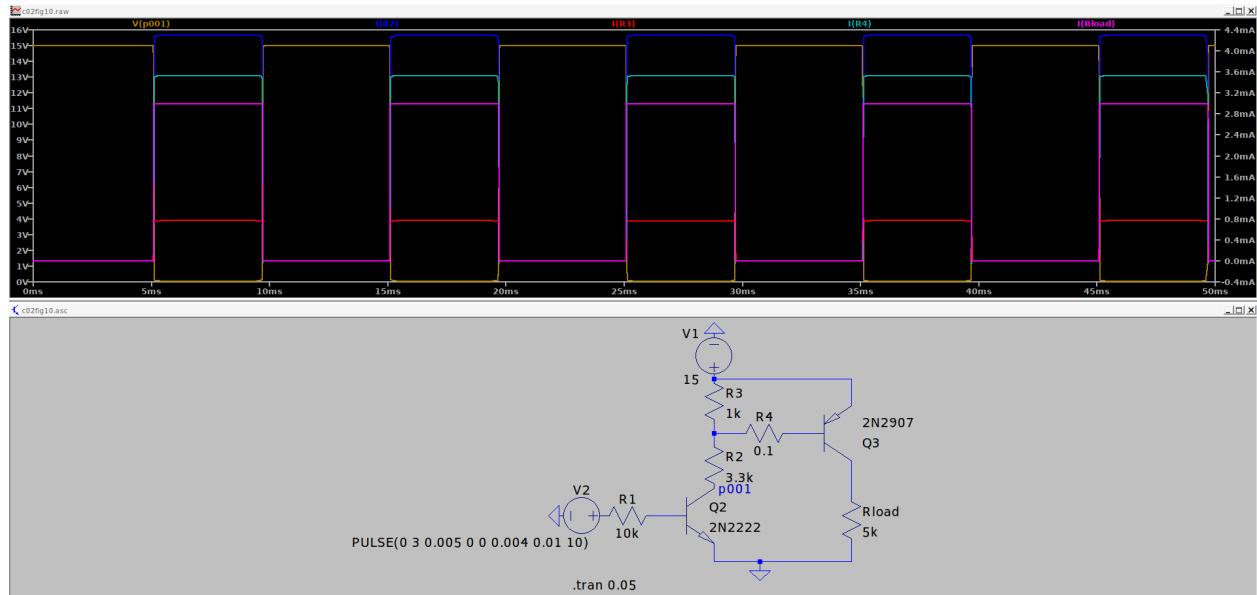 c02fig10.raw
V(p001) I(R2) I(R3) I(R4) I(Rload)
16V 4.4mA
15V
14V 4.0mA
13V 3.6mA
12V 3.2mA
11V
10V 2.8mA
9V 2.4mA
8V 2.0mA
7V
6V 1.6mA
5V 1.2mA
4V 0.8mA
3V
2V 0.4mA
1V 0.0mA
0V -0.4mA
0ms 5ms 10ms 15ms 20ms 25ms 30ms 35ms 40ms 45ms 50ms
c02fig10.asc
V1
15
R3
1k
R4
0.1
2N2907
Q3
R2
3.3k
p001
V2
R1
10k
Q2
2N2222
Rload
5k
PULSE(0 3 0.005 0 0 0.004 0.01 10)
.tran 0.05